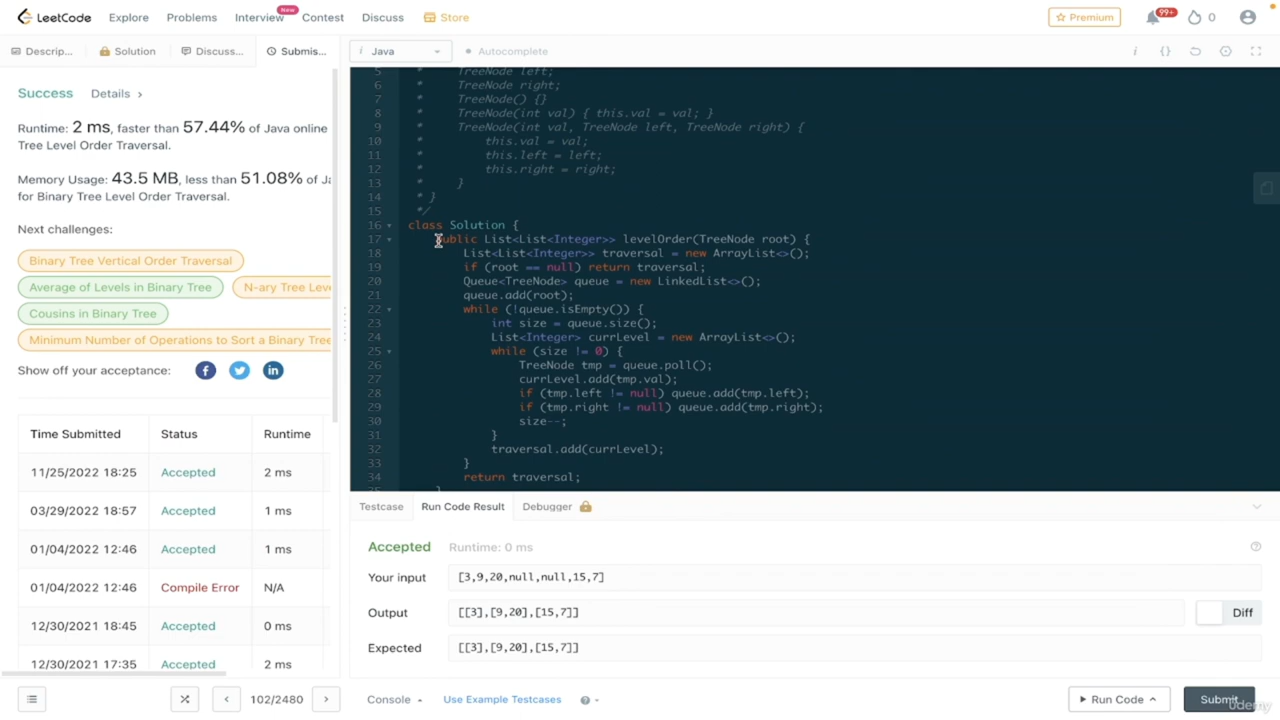 LeetCode Explore Problems Interview New Contest Discuss Store Premium 99+ 0
Descrip... Solution Discuss... Submis... i Java Autocomplete
Success Details >
Runtime: 2 ms, faster than 57.44% of Java online
Tree Level Order Traversal.
Memory Usage: 43.5 MB, less than 51.08% of Ja
for Binary Tree Level Order Traversal.
Next challenges:
Binary Tree Vertical Order Traversal
Average of Levels in Binary Tree N-ary Tree Leve
Cousins in Binary Tree
Minimum Number of Operations to Sort a Binary Tree
Show off your acceptance:
Time Submitted Status Runtime
11/25/2022 18:25 Accepted 2 ms
03/29/2022 18:57 Accepted 1 ms
01/04/2022 12:46 Accepted 1 ms
01/04/2022 12:46 Compile Error N/A
12/30/2021 18:45 Accepted 0 ms
12/30/2021 17:35 Accepted 2 ms
5 * TreeNode left;
6 * TreeNode right;
7 * TreeNode() {}
8 * TreeNode(int val) { this.val = val; }
9 * TreeNode(int val, TreeNode left, TreeNode right) {
10 * this.val = val;
11 * this.left = left;
12 * this.right = right;
13 * }
14 * }
15 */
16 class Solution {
17 public List<List<Integer>> levelOrder(TreeNode root) {
18 List<List<Integer>> traversal = new ArrayList<>();
19 if (root == null) return traversal;
20 Queue<TreeNode> queue = new LinkedList<>();
21 queue.add(root);
22 while (!queue.isEmpty()) {
23 int size = queue.size();
24 List<Integer> currLevel = new ArrayList<>();
25 while (size != 0) {
26 TreeNode tmp = queue.poll();
27 currLevel.add(tmp.val);
28 if (tmp.left != null) queue.add(tmp.left);
29 if (tmp.right != null) queue.add(tmp.right);
30 size--;
31 }
32 traversal.add(currLevel);
33 }
34 return traversal;
35 }
Testcase Run Code Result Debugger
Accepted Runtime: 0 ms
Your input [3,9,20,null,null,15,7]
Output [[3],[9,20],[15,7]] Diff
Expected [[3],[9,20],[15,7]]
102/2480 Console Use Example Testcases Run Code Submit
udemy